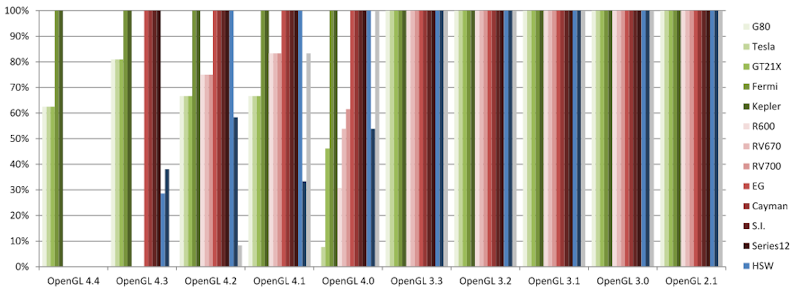 100%
90%
80%
70%
60%
50%
40%
30%
20%
10%
0%
OpenGL 4.4 OpenGL 4.3 OpenGL 4.2 OpenGL 4.1 OpenGL 4.0 OpenGL 3.3 OpenGL 3.2 OpenGL 3.1 OpenGL 3.0 OpenGL 2.1
G80
Tesla
GT21X
Fermi
Kepler
R600
RV670
RV700
EG
Cayman
S.I.
Series12
HSW